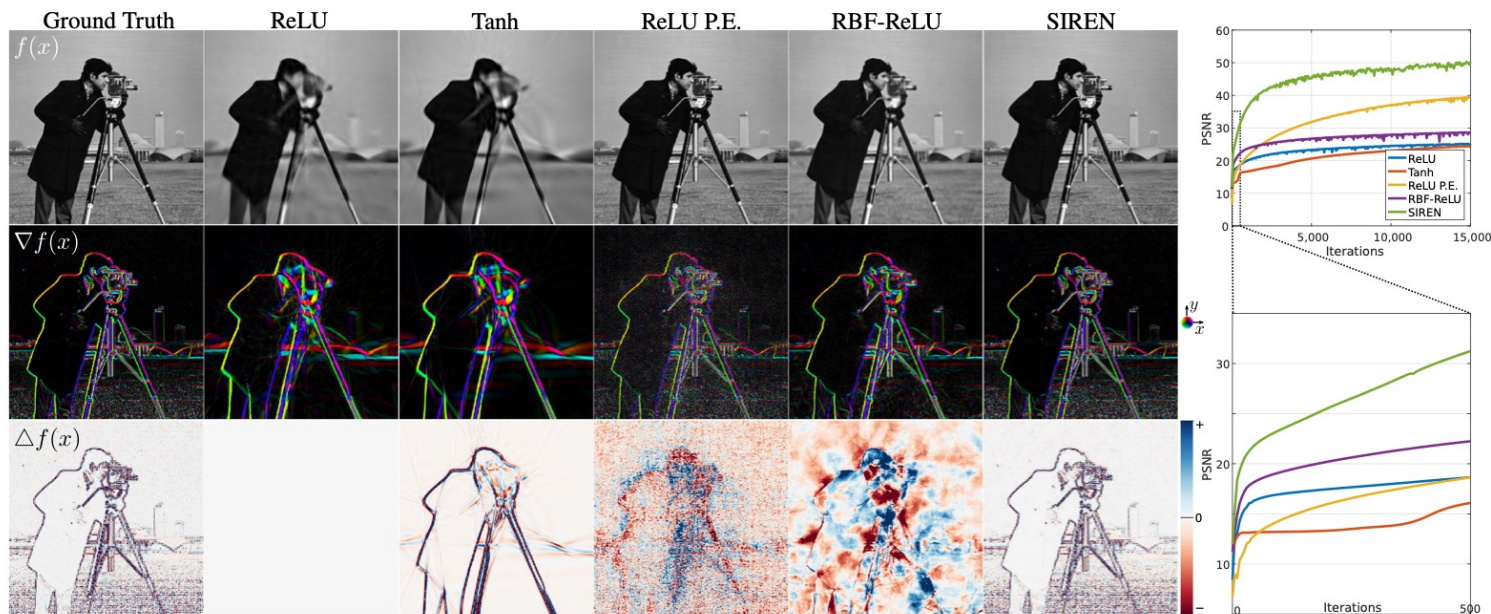 Ground Truth
ReLU
Tanh
ReLU P.E.
RBF-ReLU
SIREN
f(x)
∇f(x)
△f(x)
y
x
+
0
−
60
50
40
30
20
10
0
PSNR
5,000
10,000
15,000
Iterations
ReLU
Tanh
ReLU P.E.
RBF-ReLU
SIREN
30
20
10
PSNR
0
Iterations
500